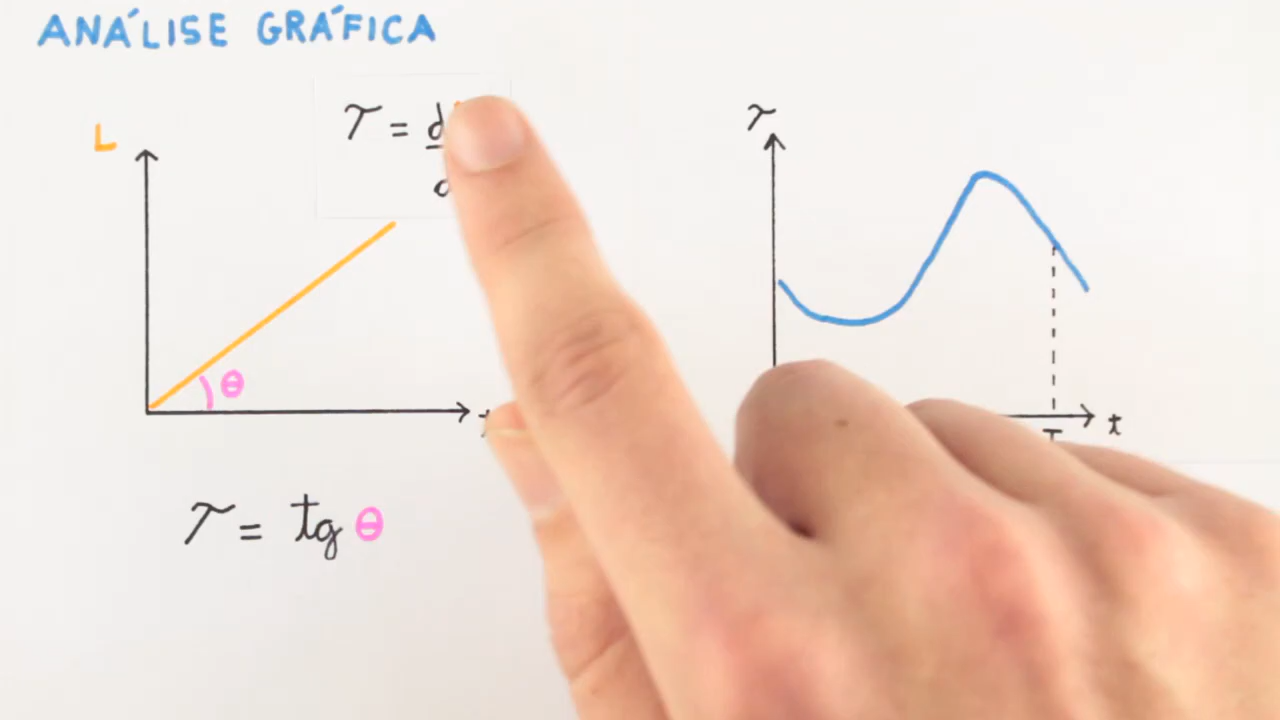 ANÁLISE GRÁFICA
L
τ = d
θ
τ = tg θ
τ
t
T